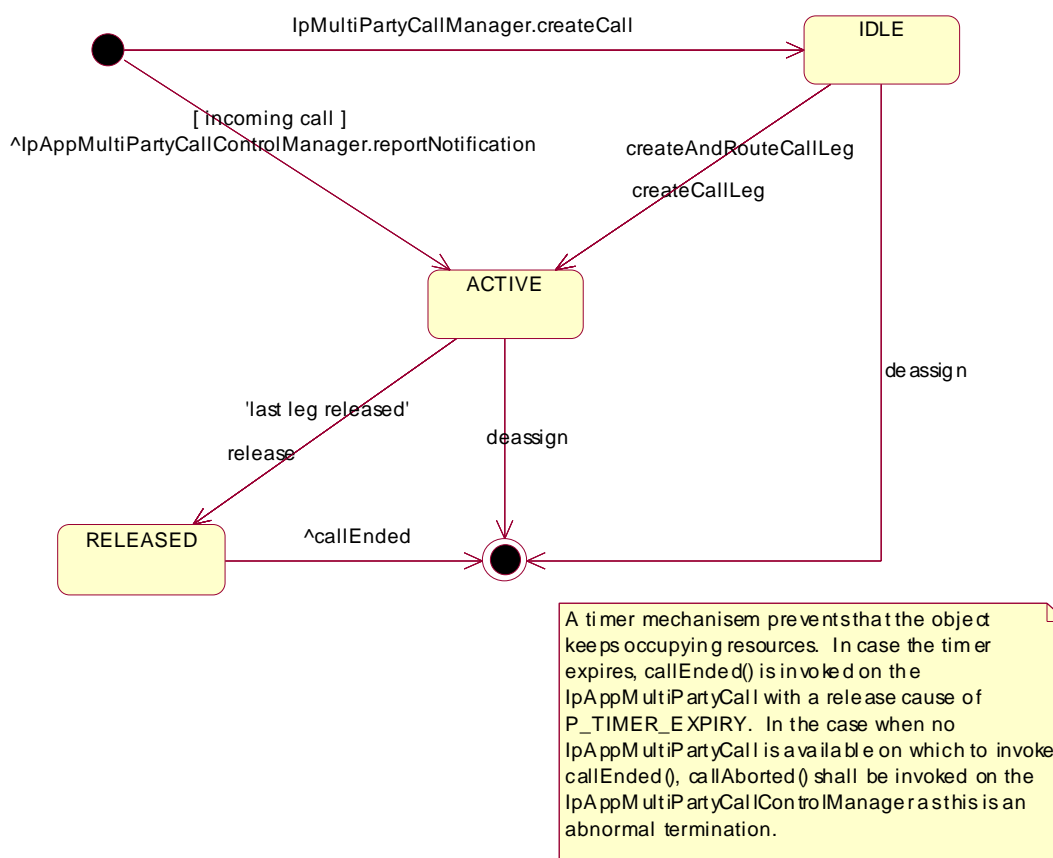 IpMultiPartyCallManager.createCall
IDLE
[ incoming call ]
^IpAppMultiPartyCallControlManager.reportNotification
createAndRouteCallLeg
createCallLeg
ACTIVE
deassign
'last leg released'
deassign
release
RELEASED
^callEnded
A timer mechanisem prevents that the object
keeps occupying resources. In case the timer
expires, callEnded() is invoked on the
IpAppMultiPartyCall with a release cause of
P_TIMER_EXPIRY. In the case when no
IpAppMultiPartyCall is available on which to invoke
callEnded(), callAborted() shall be invoked on the
IpAppMultiPartyCallControlManager as this is an
abnormal termination.